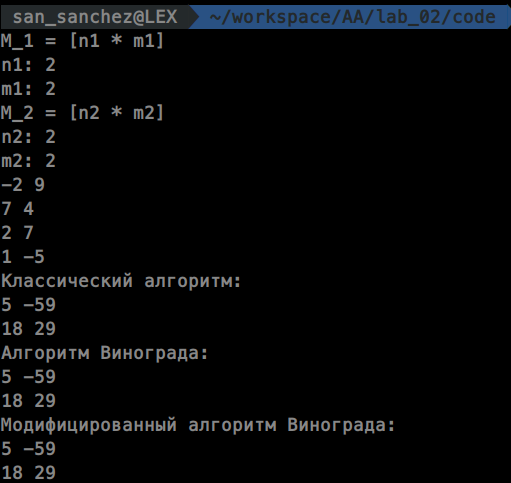 san_sanchez@LEX ~/workspace/AA/lab_02/code
M_1 = [n1 * m1]
n1: 2
m1: 2
M_2 = [n2 * m2]
n2: 2
m2: 2
-2 9
7 4
2 7
1 -5
Классический алгоритм:
5 -59
18 29
Алгоритм Винограда:
5 -59
18 29
Модифицированный алгоритм Винограда:
5 -59
18 29